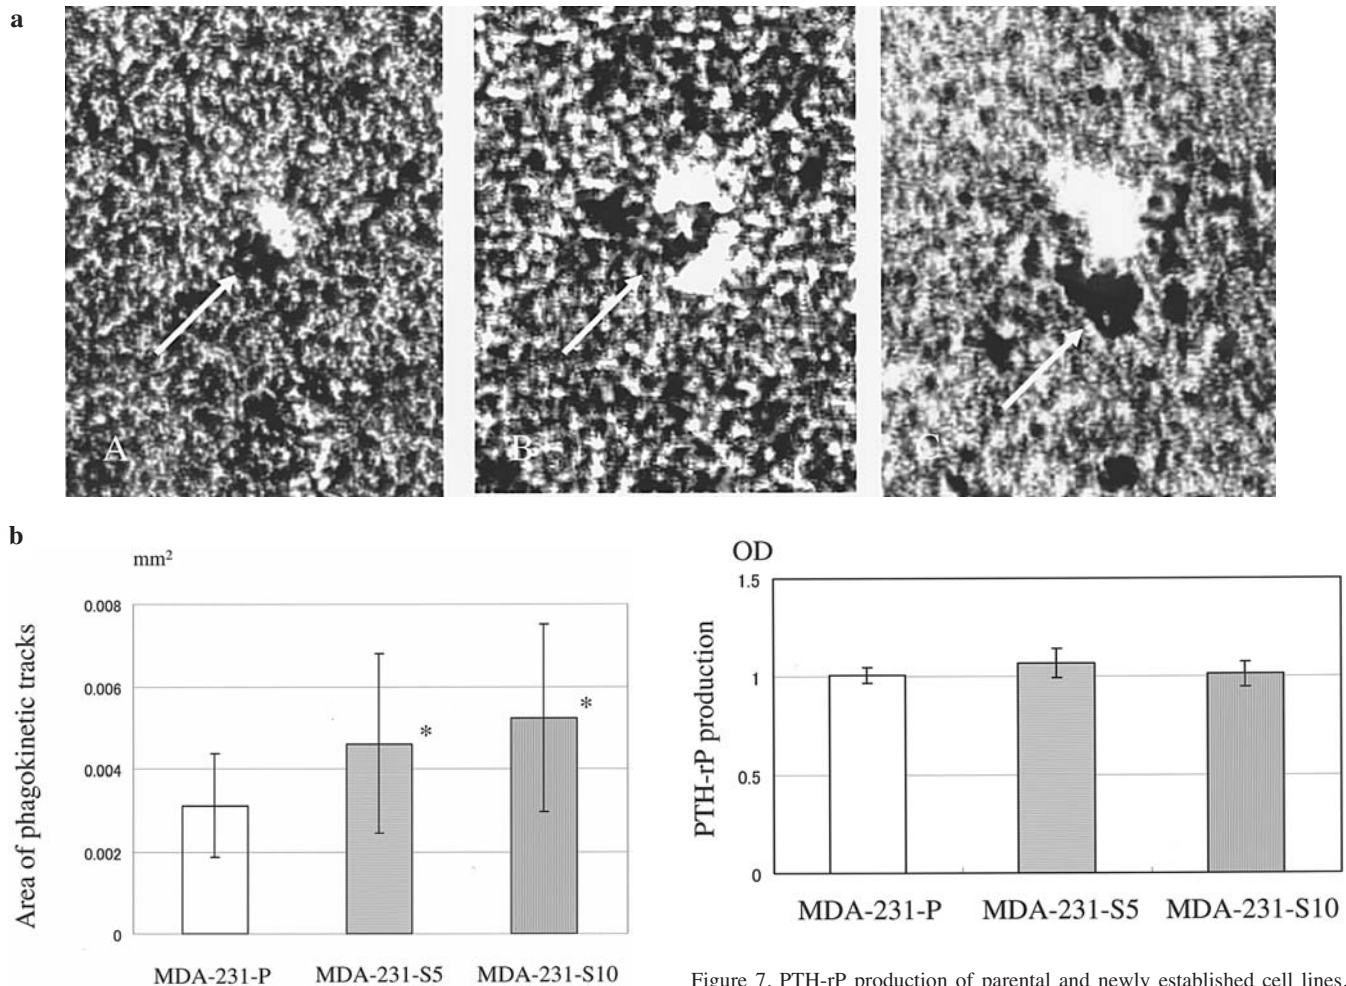 a
A
B
C
b
mm²
Area of phagokinetic tracks
0.008
0.006
0.004
0.002
0
*
*
MDA-231-P MDA-231-S5 MDA-231-S10
OD
PTH-rP production
1.5
1
0.5
0
MDA-231-P MDA-231-S5 MDA-231-S10
Figure 7. PTH-rP production of parental and newly established cell lines.